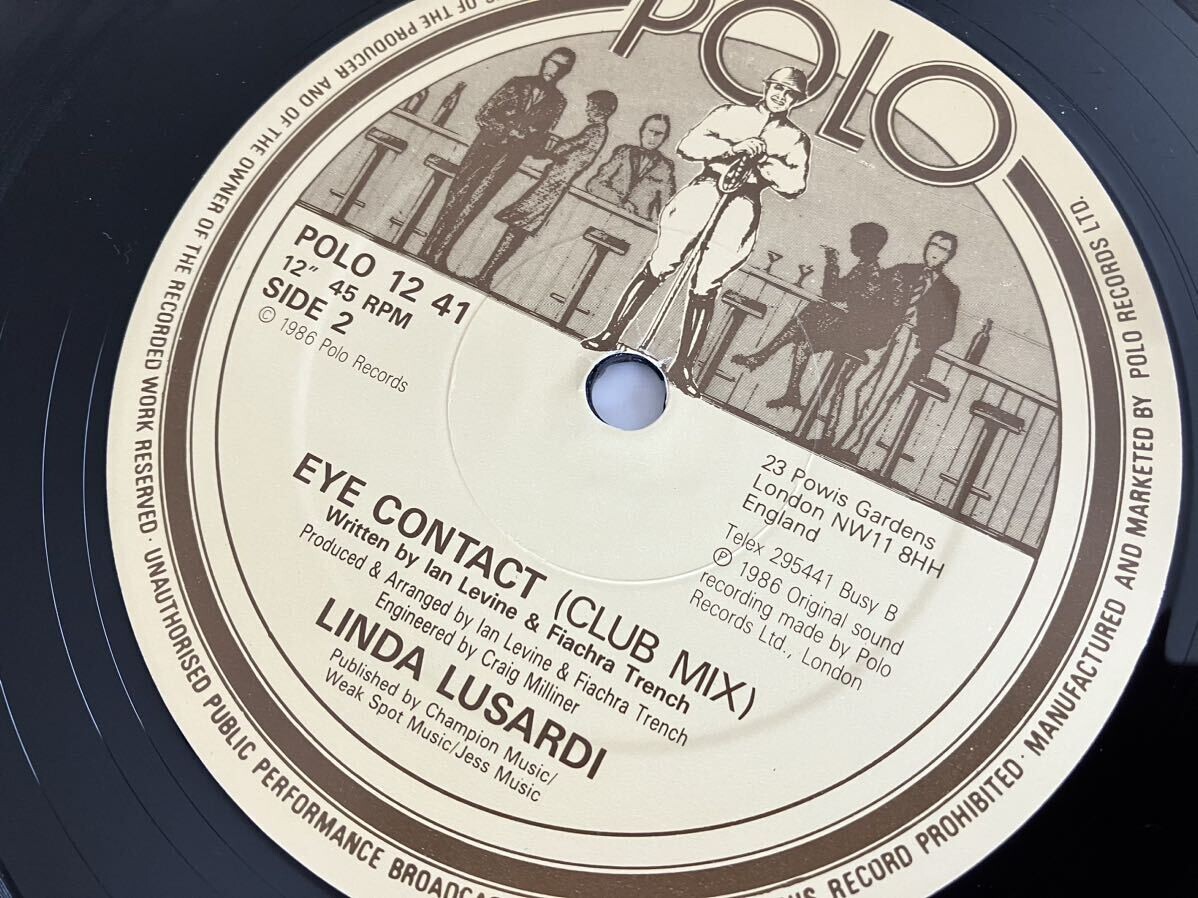 POLO
POLO 12 41
12" 45 RPM
SIDE 2
© 1986 Polo Records
23 Powis Gardens
London NW11 8HH
England
Telex 295441 Busy B
℗ 1986 Original sound
recording made by Polo
Records Ltd., London
EYE CONTACT (CLUB MIX)
Written by Ian Levine & Fiachra Trench
Produced & Arranged by Ian Levine & Fiachra Trench
Engineered by Craig Milliner
LINDA LUSARDI
Published by Champion Music/
Weak Spot Music/Jess Music
OF THE PRODUCER AND OF THE OWNER OF THE RECORDED WORK RESERVED · UNAUTHORISED PUBLIC PERFORMANCE BROADCAS
RECORD PROHIBITED · MANUFACTURED AND MARKETED BY POLO RECORDS LTD.